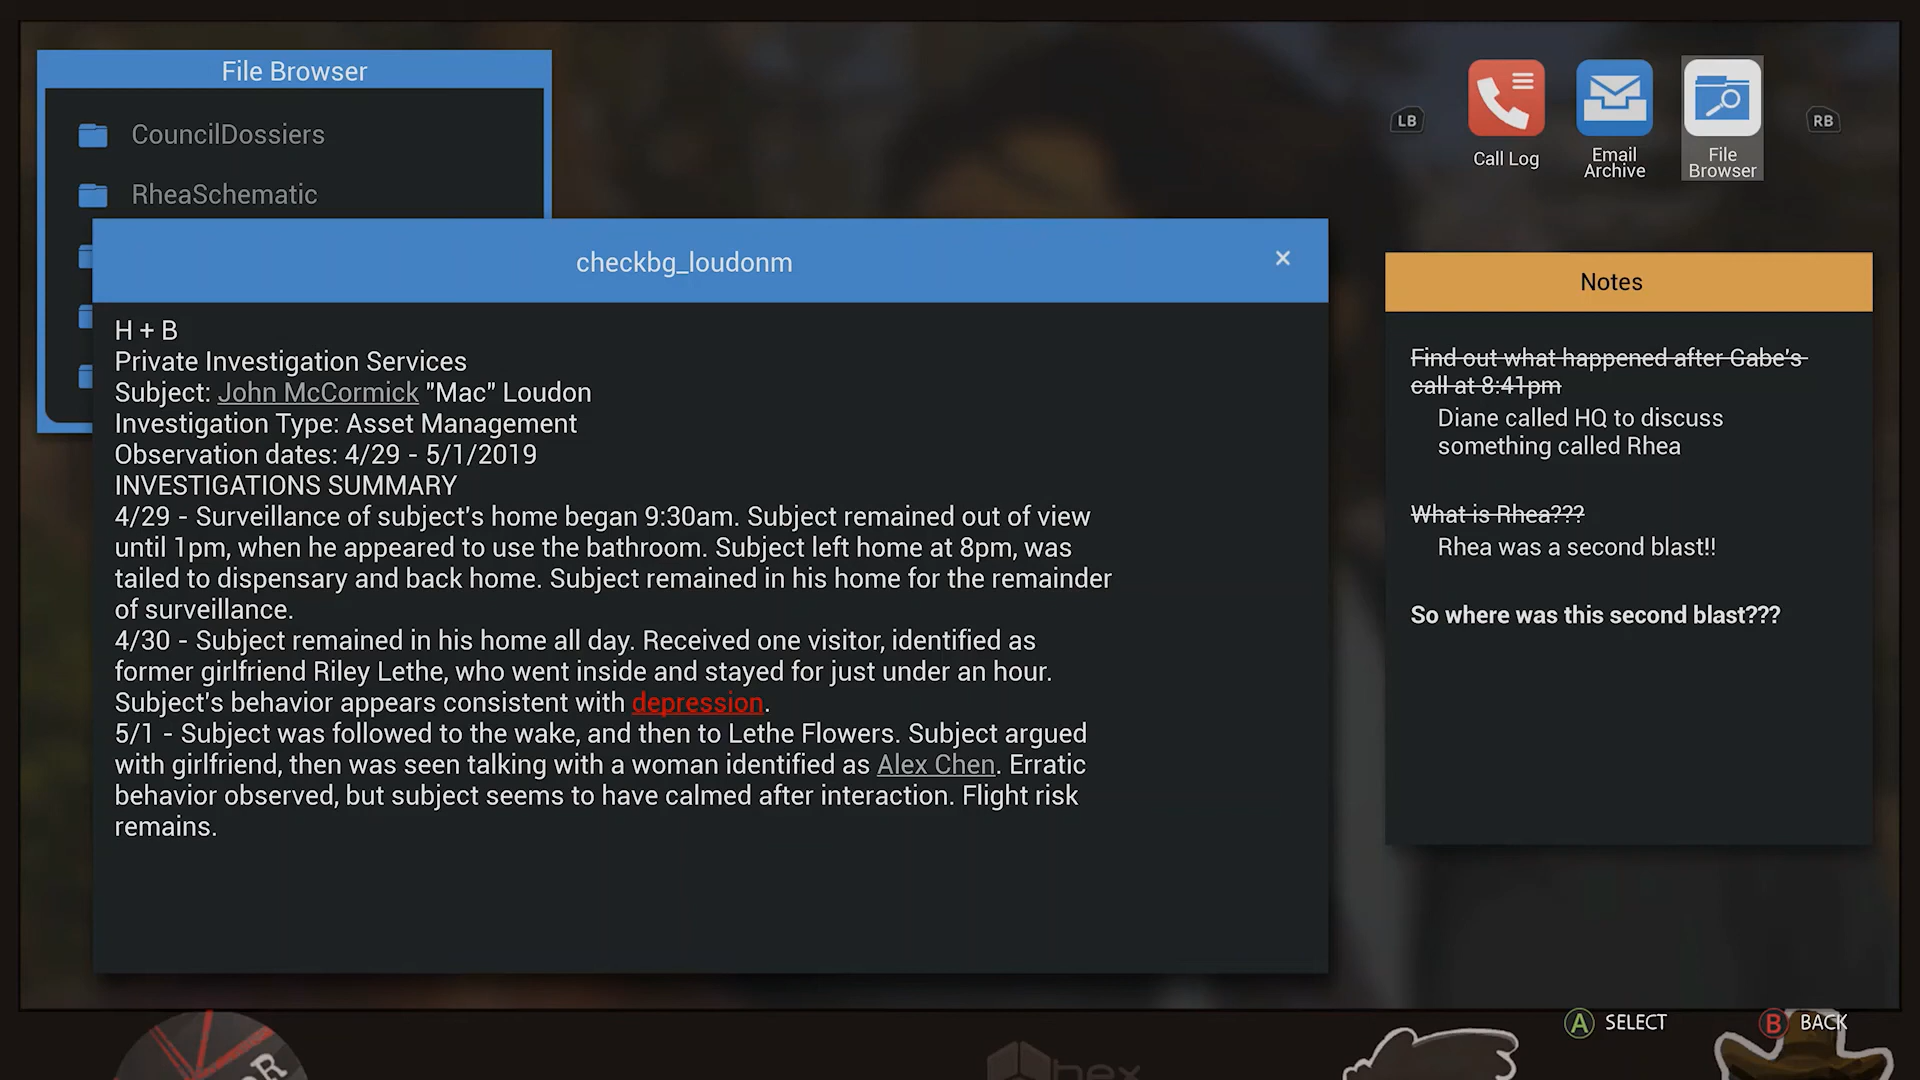 File Browser
CouncilDossiers
RheaSchematic
LB
Call Log
Email
Archive
File
Browser
RB
checkbg_loudonm
×
H + B
Private Investigation Services
Subject: John McCormick "Mac" Loudon
Investigation Type: Asset Management
Observation dates: 4/29 - 5/1/2019
INVESTIGATIONS SUMMARY
4/29 - Surveillance of subject's home began 9:30am. Subject remained out of view
until 1pm, when he appeared to use the bathroom. Subject left home at 8pm, was
tailed to dispensary and back home. Subject remained in his home for the remainder
of surveillance.
4/30 - Subject remained in his home all day. Received one visitor, identified as
former girlfriend Riley Lethe, who went inside and stayed for just under an hour.
Subject's behavior appears consistent with depression.
5/1 - Subject was followed to the wake, and then to Lethe Flowers. Subject argued
with girlfriend, then was seen talking with a woman identified as Alex Chen. Erratic
behavior observed, but subject seems to have calmed after interaction. Flight risk
remains.
Notes
Find out what happened after Gabe's
call at 8:41pm
Diane called HQ to discuss
something called Rhea
What is Rhea???
Rhea was a second blast!!
So where was this second blast???
A SELECT
B BACK
hex